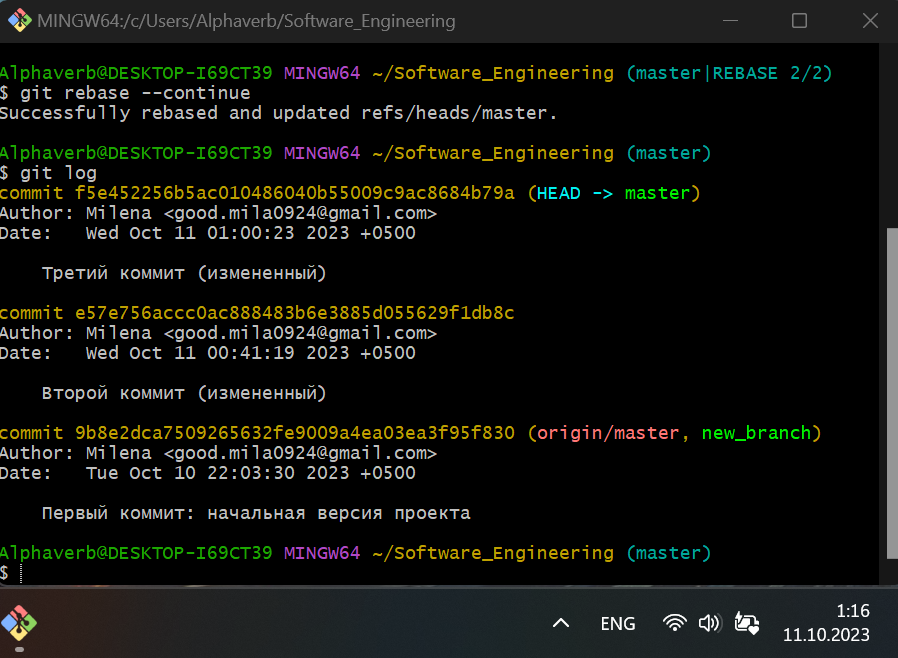 MINGW64:/c/Users/Alphaverb/Software_Engineering
Alphaverb@DESKTOP-I69CT39 MINGW64 ~/Software_Engineering (master|REBASE 2/2)
$ git rebase --continue
Successfully rebased and updated refs/heads/master.
Alphaverb@DESKTOP-I69CT39 MINGW64 ~/Software_Engineering (master)
$ git log
commit f5e452256b5ac010486040b55009c9ac8684b79a (HEAD -> master)
Author: Milena <good.mila0924@gmail.com>
Date:   Wed Oct 11 01:00:23 2023 +0500
Третий коммит (измененный)
commit e57e756accc0ac888483b6e3885d055629f1db8c
Author: Milena <good.mila0924@gmail.com>
Date:   Wed Oct 11 00:41:19 2023 +0500
Второй коммит (измененный)
commit 9b8e2dca7509265632fe9009a4ea03ea3f95f830 (origin/master, new_branch)
Author: Milena <good.mila0924@gmail.com>
Date:   Tue Oct 10 22:03:30 2023 +0500
Первый коммит: начальная версия проекта
Alphaverb@DESKTOP-I69CT39 MINGW64 ~/Software_Engineering (master)
$
ENG
1:16
11.10.2023